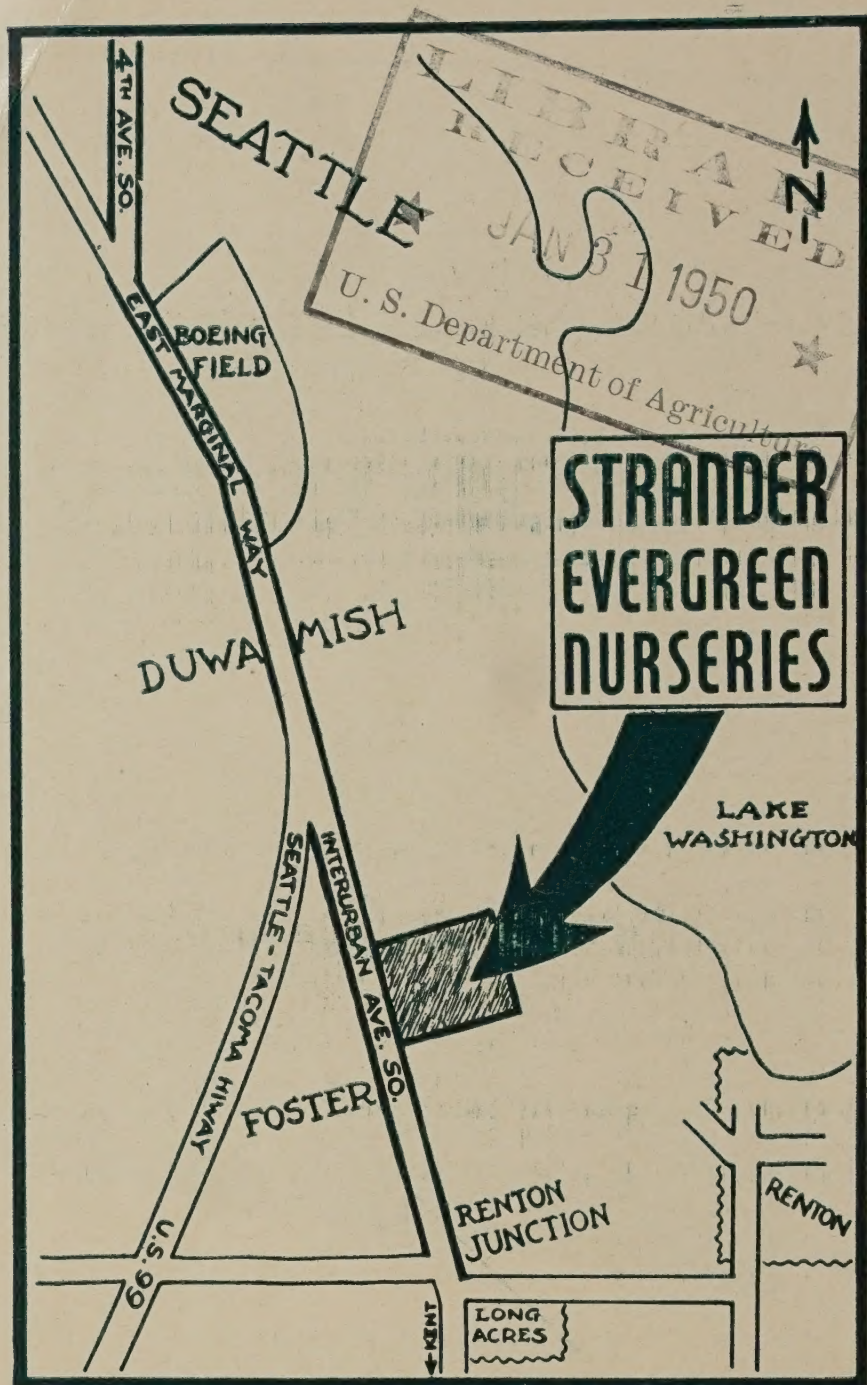 4TH AVE. SO.
SEATTLE
LIBRAR
RECEIVED
★ JAN 31 1950 ★
U. S. Department of Agriculture
N
BOEING
FIELD
EAST MARGINAL WAY
STRANDER
EVERGREEN
NURSERIES
DUWAMISH
LAKE
WASHINGTON
INTERURBAN AVE. SO.
SEATTLE-TACOMA HIWAY
FOSTER
RENTON
JUNCTION
RENTON
U.S. 99
KENT
LONG
ACRES